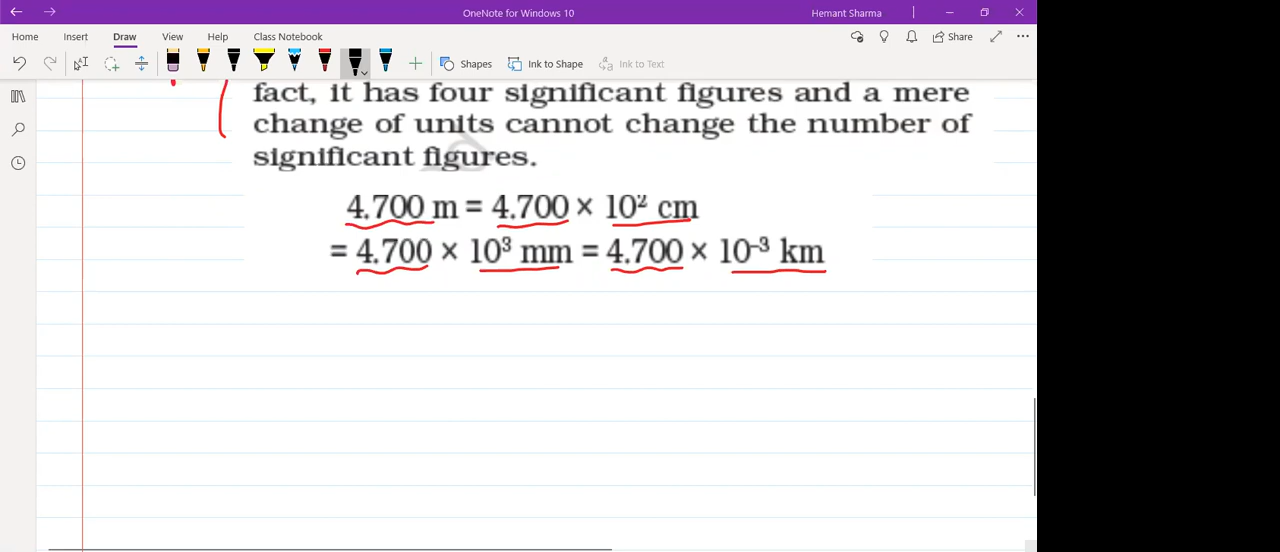 OneNote for Windows 10
Hemant Sharma
Home Insert Draw View Help Class Notebook
Share
Shapes Ink to Shape Ink to Text
fact, it has four significant figures and a mere
change of units cannot change the number of
significant figures.
4.700 m = 4.700 × 10² cm
= 4.700 × 10³ mm = 4.700 × 10⁻³ km